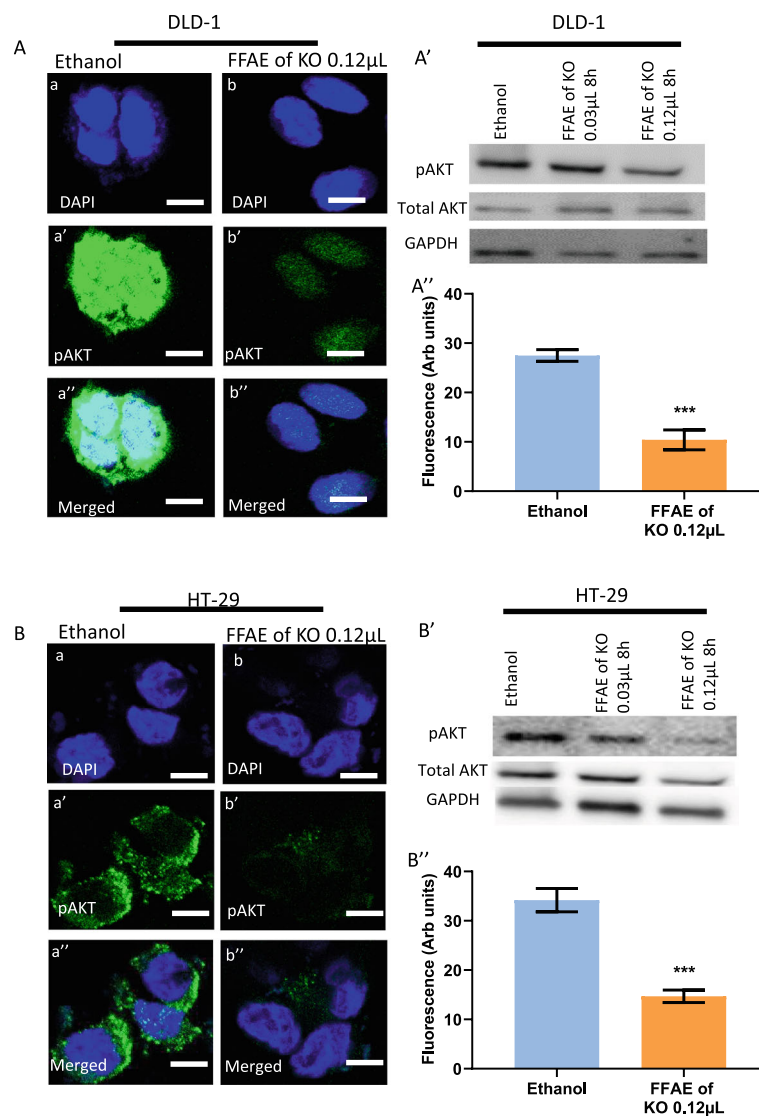 DLD-1
A
Ethanol
FFAE of KO 0.12µL
a
DAPI
b
DAPI
a'
pAKT
b'
pAKT
a''
Merged
b''
Merged
DLD-1
A'
Ethanol
FFAE of KO
0.03µL 8h
FFAE of KO
0.12µL 8h
pAKT
Total AKT
GAPDH
A''
Fluorescence (Arb units)
40
30
20
10
0
***
Ethanol
FFAE of
KO 0.12µL
HT-29
B
Ethanol
FFAE of KO 0.12µL
a
DAPI
b
DAPI
a'
pAKT
b'
pAKT
a''
Merged
b''
Merged
HT-29
B'
Ethanol
FFAE of KO
0.03µL 8h
FFAE of KO
0.12µL 8h
pAKT
Total AKT
GAPDH
B''
Fluorescence (Arb units)
40
30
20
10
0
***
Ethanol
FFAE of
KO 0.12µL